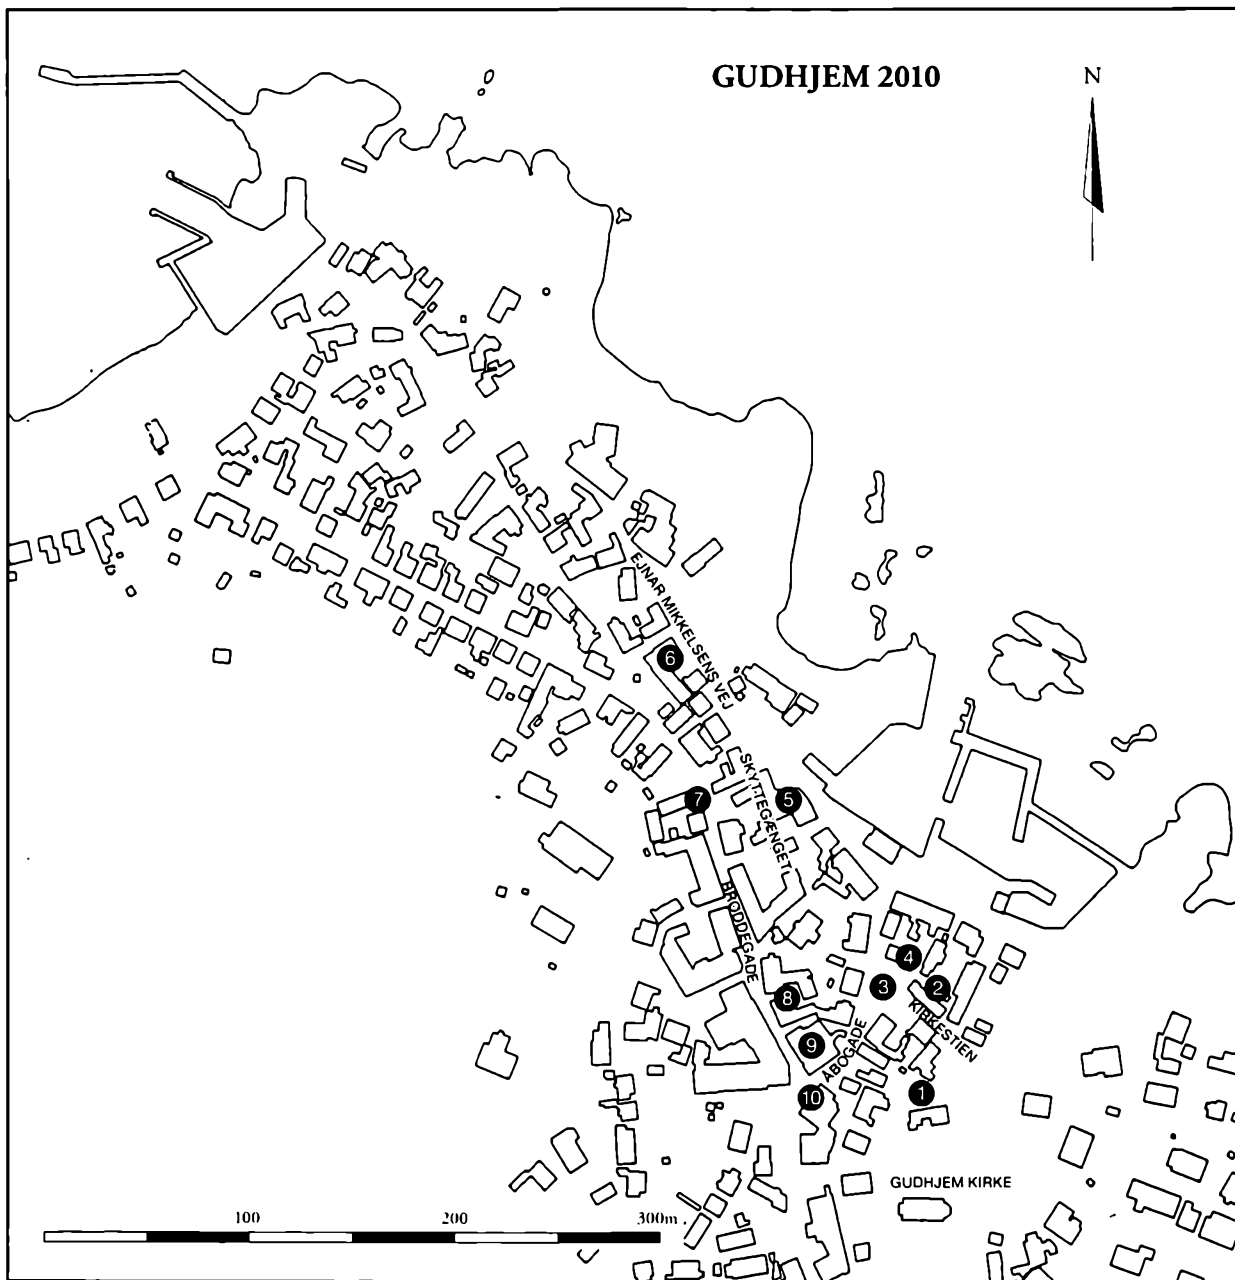 GUDHJEM 2010
N
EJNAR MIKKELSENS VEJ
6
SKYTTEGÆNGET
7
5
BRODDEGADE
4
3
2
8
KIRKESTIEN
9
ABOGADE
10
1
GUDHJEM KIRKE
100
200
300m